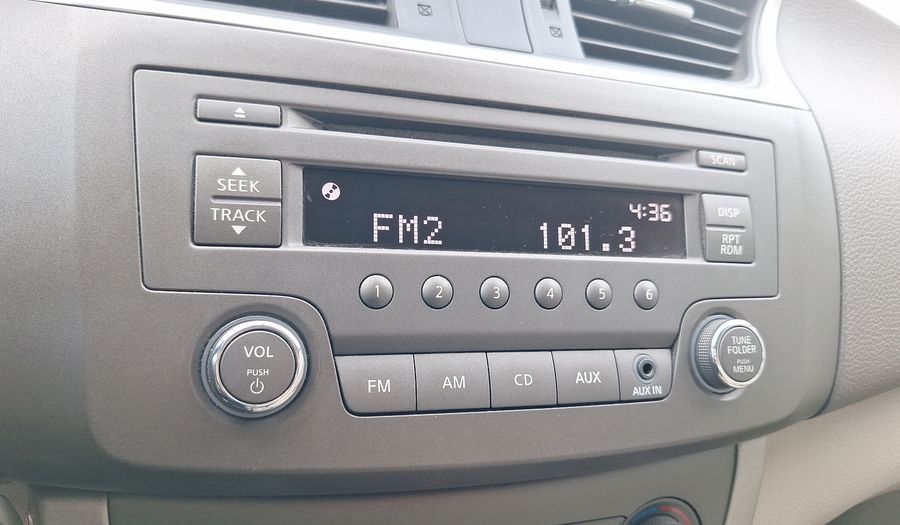 SCAN
SEEK
TRACK
4:36
FM2 101.3
DISP
RPT
RDM
1 2 3 4 5 6
VOL
PUSH
FM AM CD AUX
AUX IN
TUNE
FOLDER
PUSH
MENU